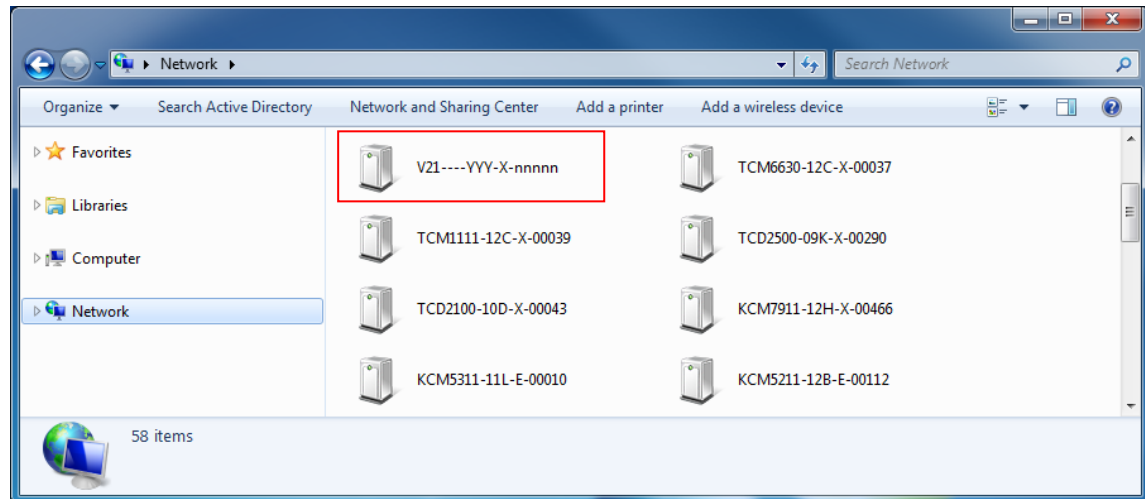 Network
Search Network
Organize Search Active Directory Network and Sharing Center Add a printer Add a wireless device
Favorites
Libraries
Computer
Network
V21----YYY-X-nnnnn TCM6630-12C-X-00037
TCM1111-12C-X-00039 TCD2500-09K-X-00290
TCD2100-10D-X-00043 KCM7911-12H-X-00466
KCM5311-11L-E-00010 KCM5211-12B-E-00112
58 items